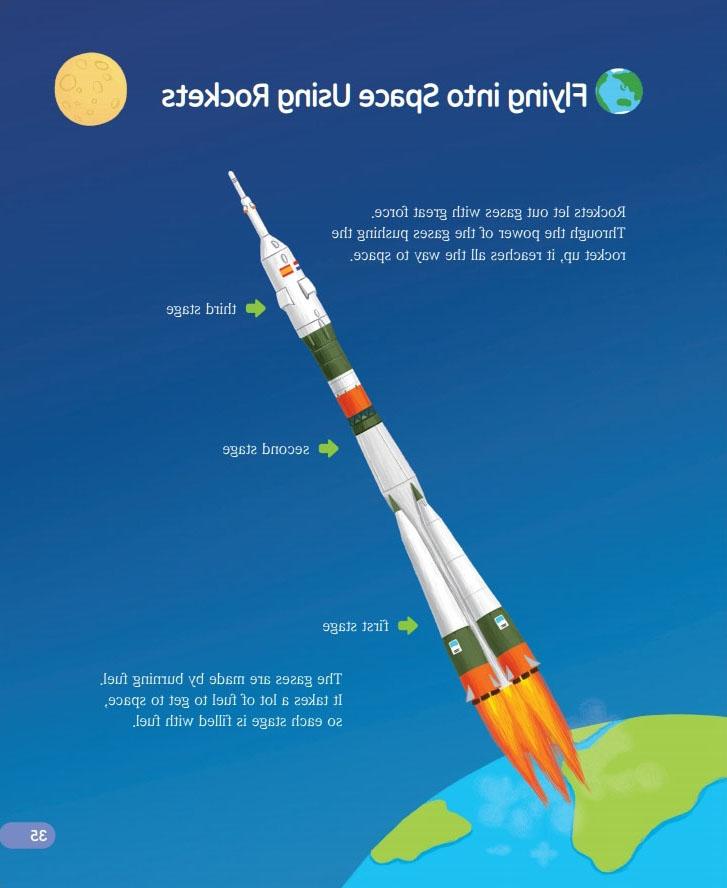 Flying into Space Using Rockets
Rockets let out gases with great force.
Through the power of the gases pushing the
rocket up, it reaches all the way to space.
third stage
second stage
first stage
The gases are made by burning fuel.
It takes a lot of fuel to get to space,
so each stage is filled with fuel.
35